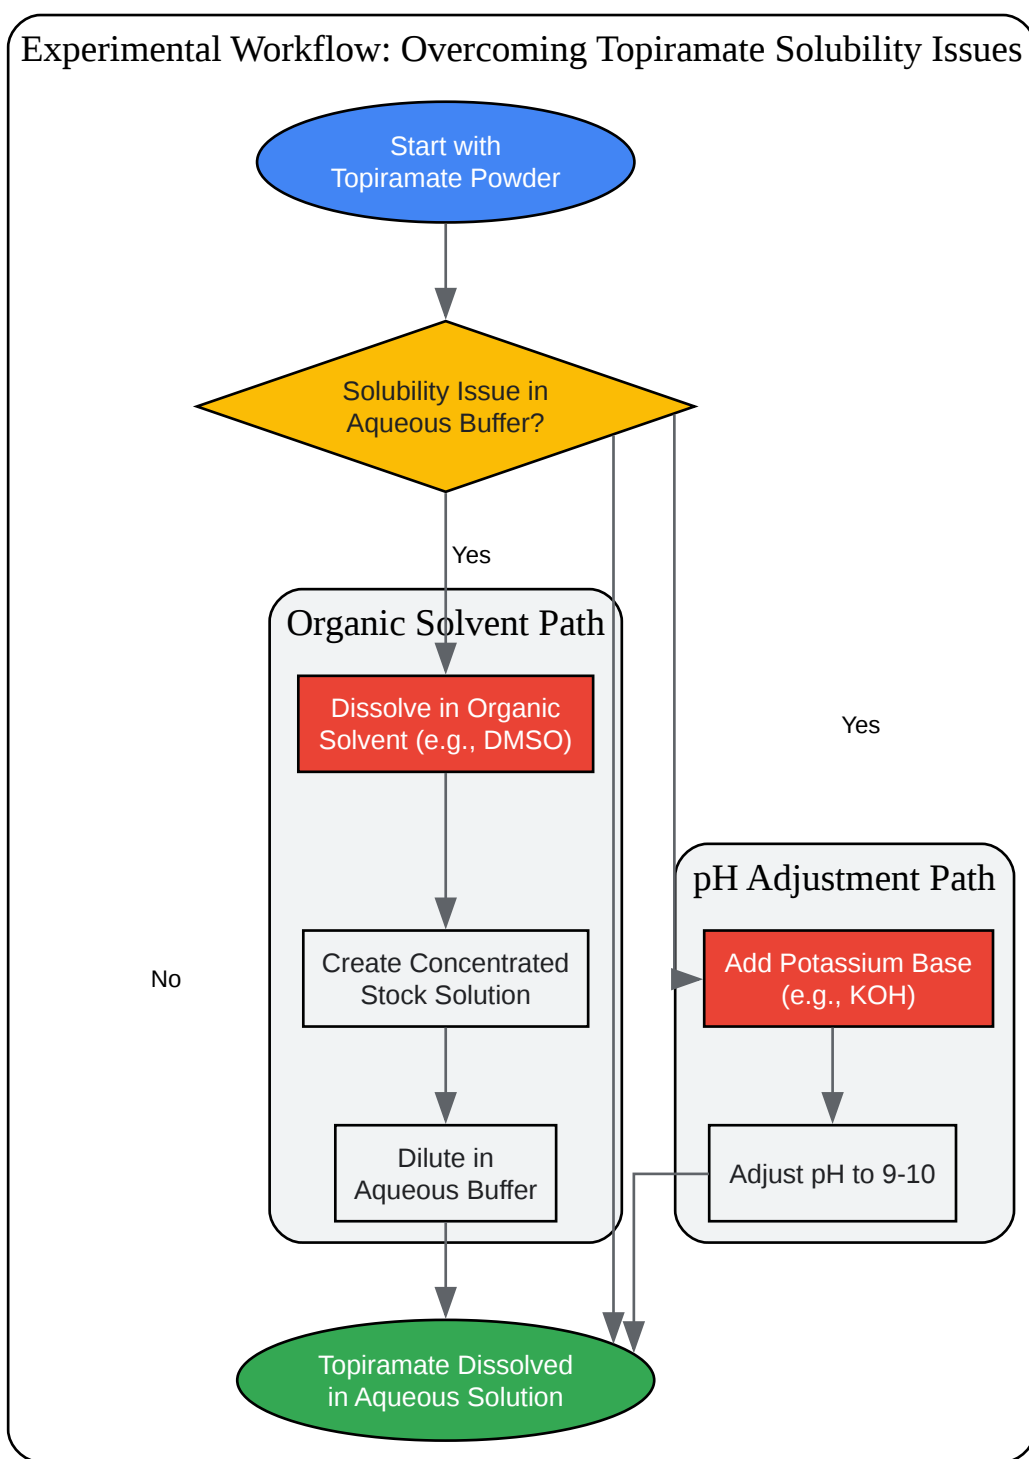 Experimental Workflow: Overcoming Topiramate Solubility Issues
Start with
Topiramate Powder
Solubility Issue in
Aqueous Buffer?
Yes
Organic Solvent Path
Dissolve in Organic
Solvent (e.g., DMSO)
Yes
pH Adjustment Path
Create Concentrated
Stock Solution
Add Potassium Base
(e.g., KOH)
No
Dilute in
Aqueous Buffer
Adjust pH to 9-10
Topiramate Dissolved
in Aqueous Solution